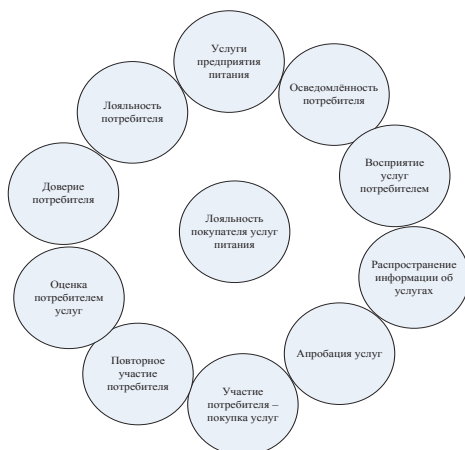 Услуги
предприятия
питания
Осведомлённость
потребителя
Восприятие
услуг
потребителем
Распространение
информации об
услугах
Апробация услуг
Участие
потребителя –
покупка услуг
Повторное
участие
потребителя
Оценка
потребителем
услуг
Доверие
потребителя
Лояльность
потребителя
Лояльность
покупателя услуг
питания